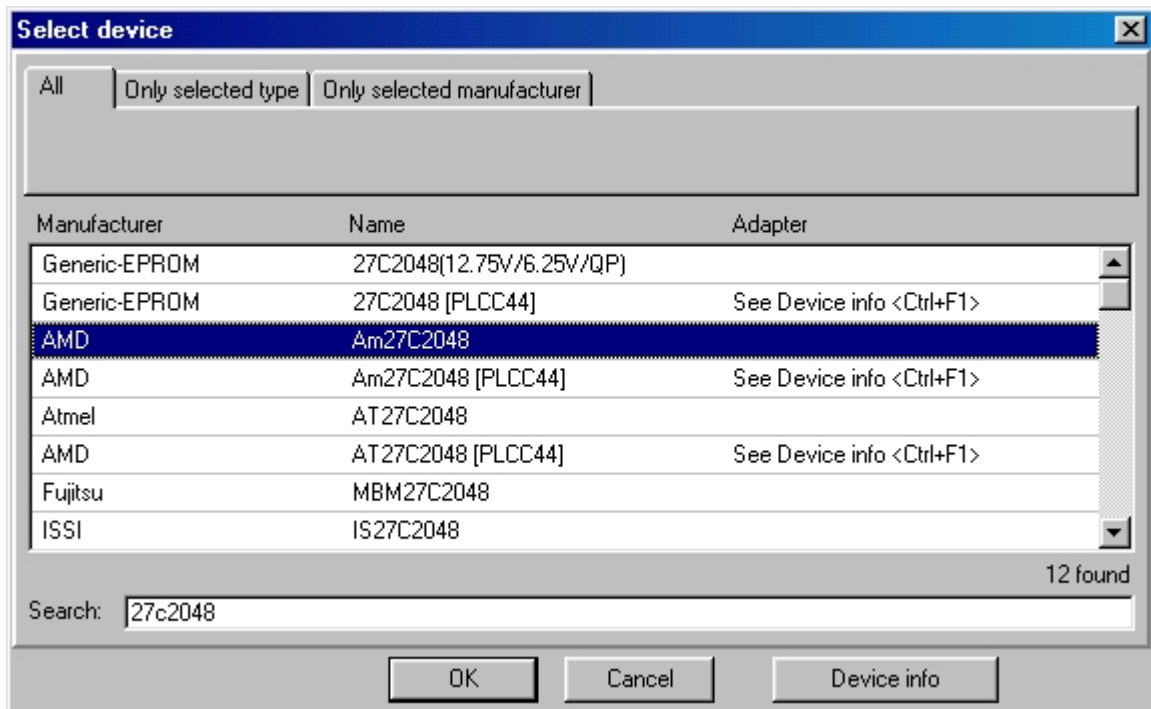 Select device
All Only selected type Only selected manufacturer
Manufacturer Name Adapter
Generic-EPROM 27C2048(12.75V/6.25V/QP)
Generic-EPROM 27C2048 [PLCC44] See Device info <Ctrl+F1>
AMD Am27C2048
AMD Am27C2048 [PLCC44] See Device info <Ctrl+F1>
Atmel AT27C2048
AMD AT27C2048 [PLCC44] See Device info <Ctrl+F1>
Fujitsu MBM27C2048
ISSI IS27C2048
12 found
Search: 27c2048
OK Cancel Device info